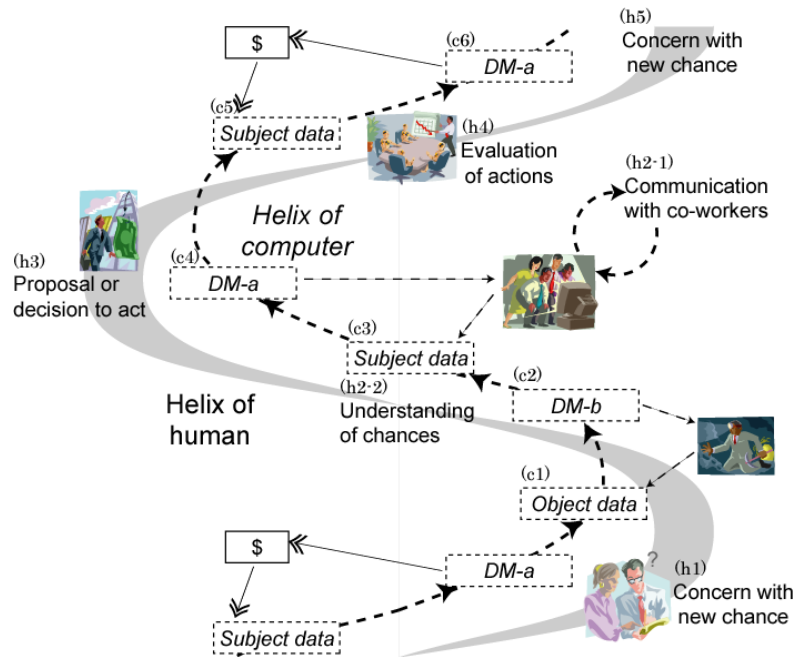 (h5)
Concern with
new chance
$
(c6)
DM-a
(c5)
Subject data
(h4)
Evaluation
of actions
(h2-1)
Communication
with co-workers
Helix of
computer
(h3)
Proposal or
decision to act
(c4)
DM-a
(c3)
Subject data
(c2)
DM-b
(h2-2)
Understanding
of chances
Helix of
human
(c1)
Object data
$
DM-a
?
(h1)
Concern with
new chance
Subject data